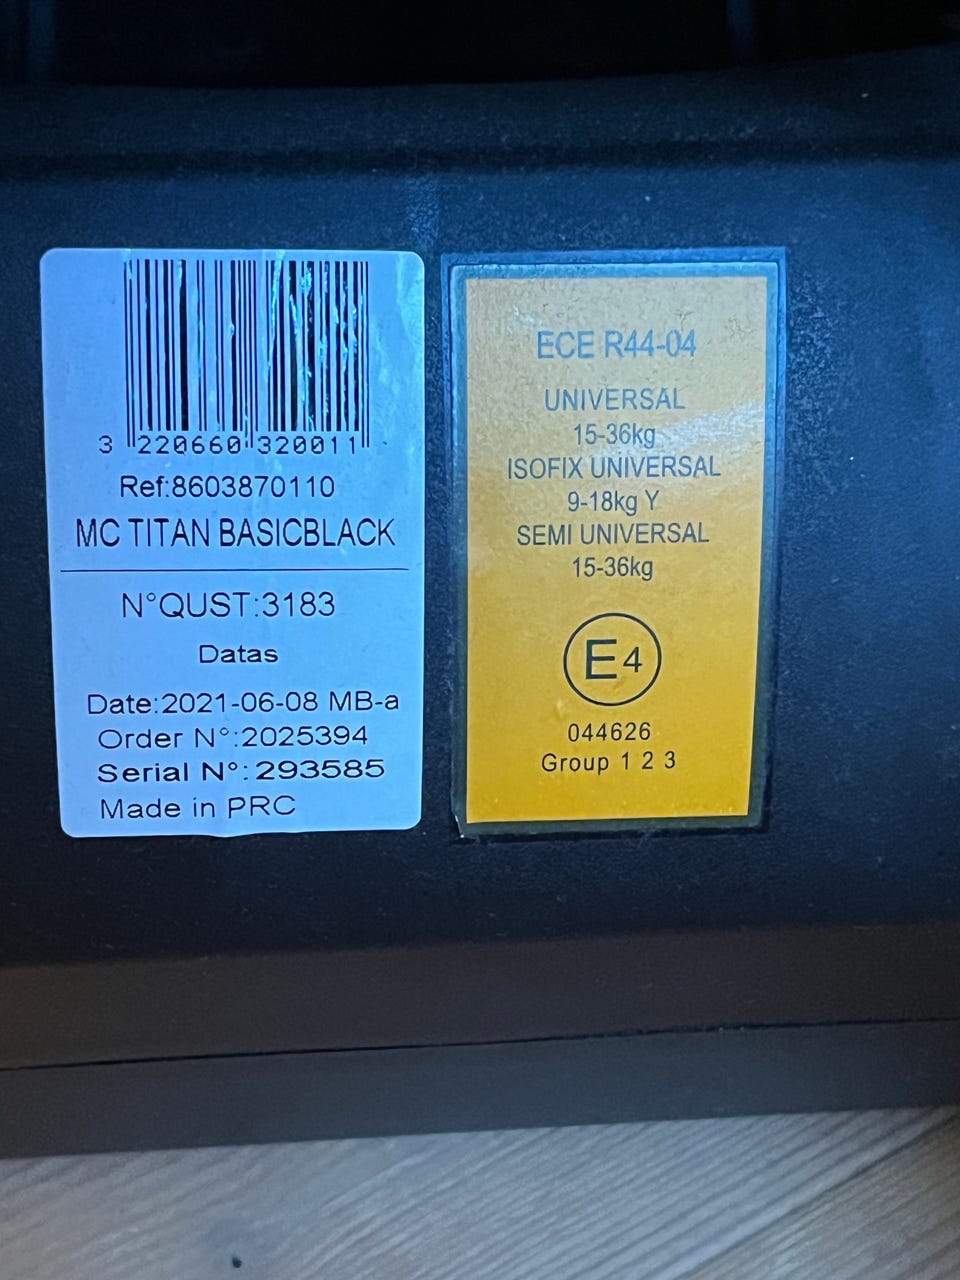 3 220660 320011
Ref:8603870110
MC TITAN BASICBLACK
N°QUST:3183
Datas
Date:2021-06-08 MB-a
Order N°:2025394
Serial N°:293585
Made in PRC
ECE R44-04
UNIVERSAL
15-36kg
ISOFIX UNIVERSAL
9-18kg Y
SEMI UNIVERSAL
15-36kg
E4
044626
Group 1 2 3